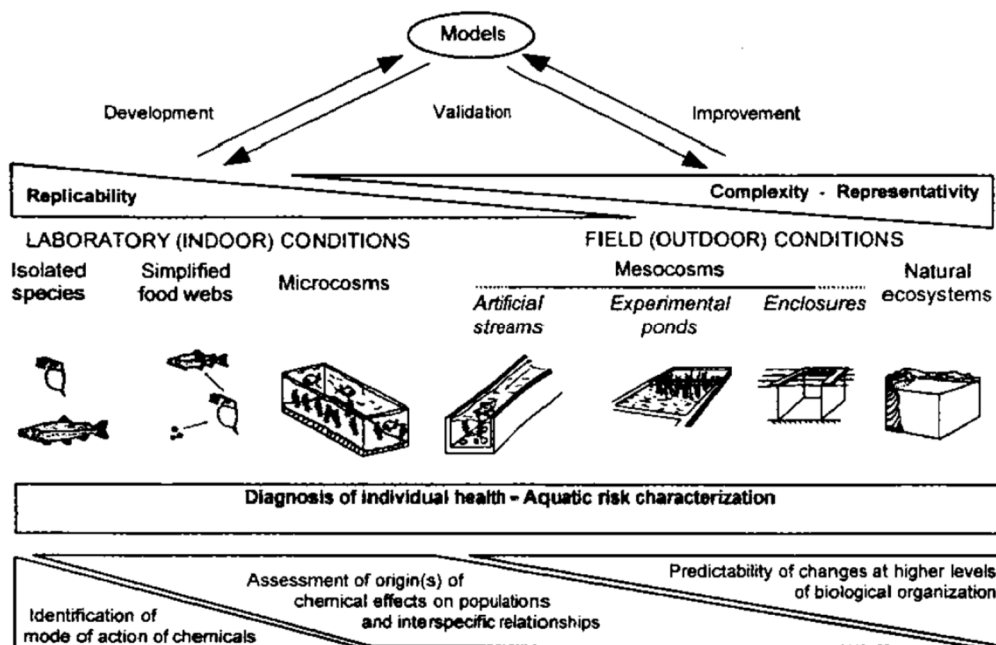 Models
Development
Validation
Improvement
Replicability
Complexity - Representativity
LABORATORY (INDOOR) CONDITIONS
FIELD (OUTDOOR) CONDITIONS
Isolated
species
Simplified
food webs
Microcosms
Mesocosms
Artificial
streams
Experimental
ponds
Enclosures
Natural
ecosystems
Diagnosis of individual health - Aquatic risk characterization
Identification of
mode of action of chemicals
Assessment of origin(s) of
chemical effects on populations
and interspecific relationships
Predictability of changes at higher levels
of biological organization